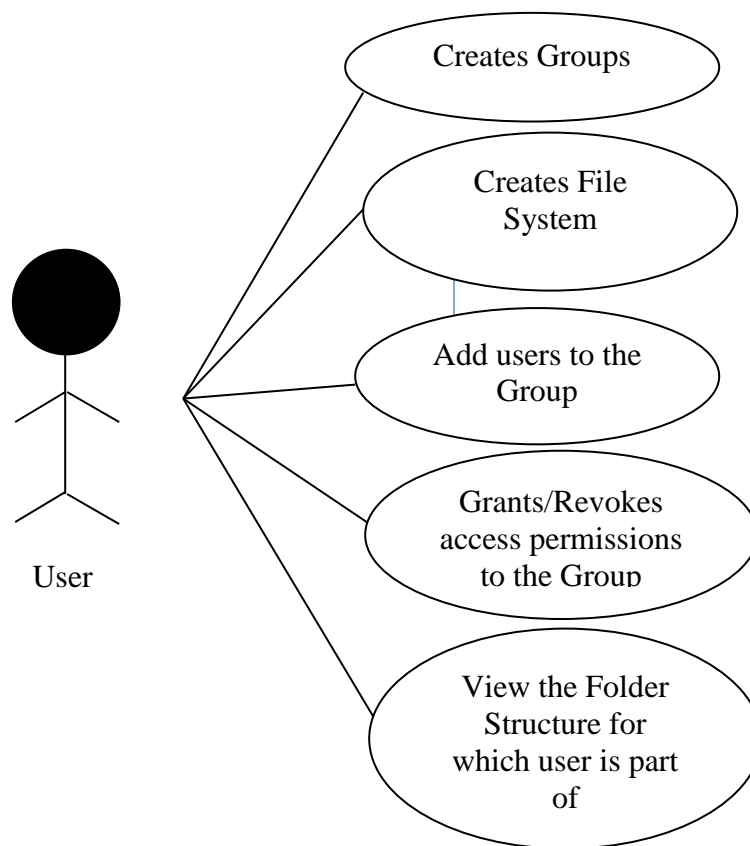 Creates Groups
Creates File
System
Add users to the
Group
Grants/Revokes
access permissions
to the Group
User
View the Folder
Structure for
which user is part
of